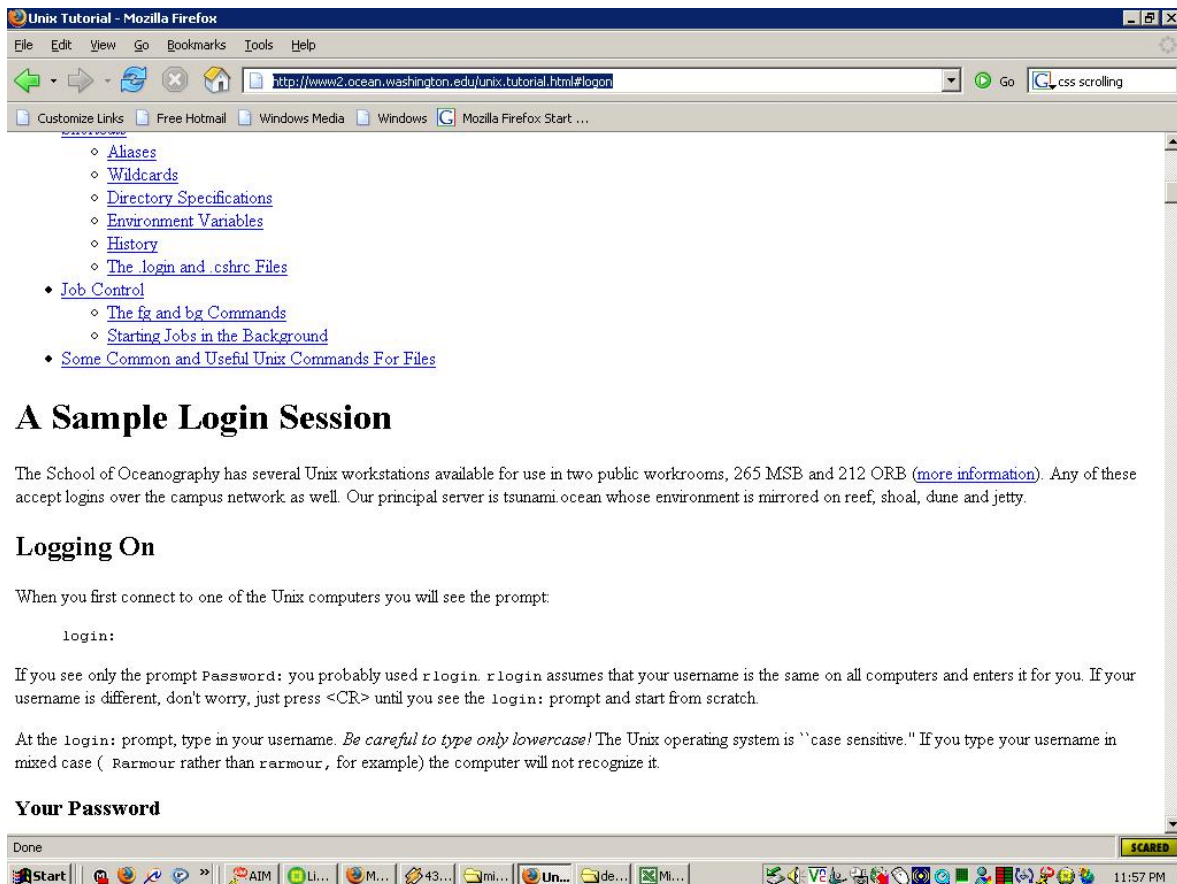 Unix Tutorial - Mozilla Firefox
File Edit View Go Bookmarks Tools Help
http://www2.ocean.washington.edu/unix.tutorial.html#logon Go css scrolling
Customize Links Free Hotmail Windows Media Windows Mozilla Firefox Start ...
Shortcuts
Aliases
Wildcards
Directory Specifications
Environment Variables
History
The .login and .cshrc Files
Job Control
The fg and bg Commands
Starting Jobs in the Background
Some Common and Useful Unix Commands For Files
A Sample Login Session
The School of Oceanography has several Unix workstations available for use in two public workrooms, 265 MSB and 212 ORB (more information). Any of these
accept logins over the campus network as well. Our principal server is tsunami.ocean whose environment is mirrored on reef, shoal, dune and jetty.
Logging On
When you first connect to one of the Unix computers you will see the prompt:
login:
If you see only the prompt Password: you probably used rlogin. rlogin assumes that your username is the same on all computers and enters it for you. If your
username is different, don't worry, just press <CR> until you see the login: prompt and start from scratch.
At the login: prompt, type in your username. Be careful to type only lowercase! The Unix operating system is ``case sensitive.'' If you type your username in
mixed case ( Rarmour rather than rarmour, for example) the computer will not recognize it.
Your Password
Done SCARED
Start » AIM Li... M... 43... mi... Un... de... Mi... 11:57 PM